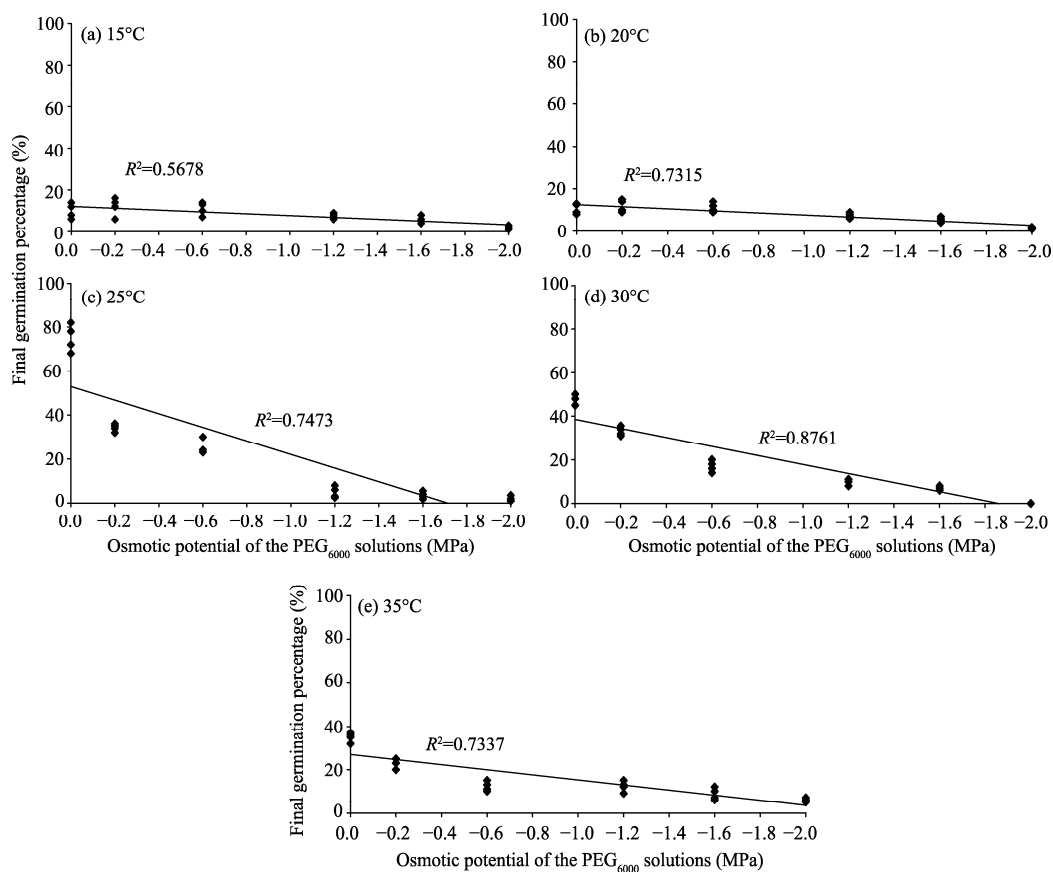 (a) 15°C
R²=0.5678
100
80
60
40
20
0
0.0 −0.2 −0.4 −0.6 −0.8 −1.0 −1.2 −1.4 −1.6 −1.8 −2.0
(b) 20°C
R²=0.7315
100
80
60
40
20
0
0.0 −0.2 −0.4 −0.6 −0.8 −1.0 −1.2 −1.4 −1.6 −1.8 −2.0
Final germination percentage (%)
(c) 25°C
R²=0.7473
100
80
60
40
20
0
0.0 −0.2 −0.4 −0.6 −0.8 −1.0 −1.2 −1.4 −1.6 −1.8 −2.0
Osmotic potential of the PEG₆₀₀₀ solutions (MPa)
(d) 30°C
R²=0.8761
100
80
60
40
20
0
0.0 −0.2 −0.4 −0.6 −0.8 −1.0 −1.2 −1.4 −1.6 −1.8 −2.0
Osmotic potential of the PEG₆₀₀₀ solutions (MPa)
Final germination percentage (%)
(e) 35°C
R²=0.7337
100
80
60
40
20
0
0.0 −0.2 −0.4 −0.6 −0.8 −1.0 −1.2 −1.4 −1.6 −1.8 −2.0
Osmotic potential of the PEG₆₀₀₀ solutions (MPa)